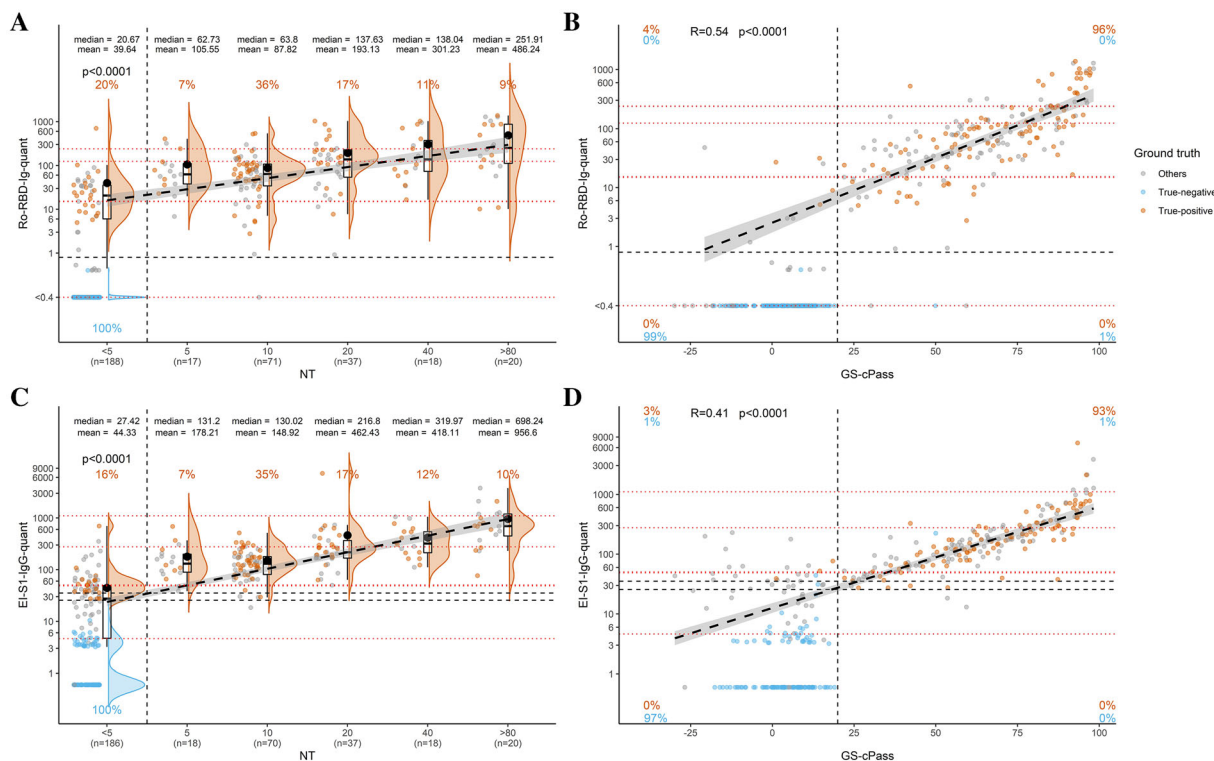 A
median = 20.67 median = 62.73 median = 63.8 median = 137.63 median = 138.04 median = 251.91
mean = 39.64 mean = 105.55 mean = 87.82 mean = 193.13 mean = 301.23 mean = 486.24
p<0.0001
20% 7% 36% 17% 11% 9%
Ro-RBD-Ig-quant
1000
600
300
100
60
30
10
6
3
1
<0.4
100%
<5 5 10 20 40 >80
(n=188) (n=17) (n=71) (n=37) (n=18) (n=20)
NT
B
4% R=0.54 p<0.0001 96%
0% 0%
Ro-RBD-Ig-quant
1000
300
100
60
30
10
6
3
1
<0.4
0% 0%
99% 1%
-25 0 25 50 75 100
GS-cPass
Ground truth
Others
True-negative
True-positive
C
median = 27.42 median = 131.2 median = 130.02 median = 216.8 median = 319.97 median = 698.24
mean = 44.33 mean = 178.21 mean = 148.92 mean = 462.43 mean = 418.11 mean = 956.6
p<0.0001
16% 7% 35% 17% 12% 10%
EI-S1-IgG-quant
9000
6000
3000
1000
600
300
100
60
30
10
6
3
1
100%
<5 5 10 20 40 >80
(n=186) (n=18) (n=70) (n=37) (n=18) (n=20)
NT
D
3% R=0.41 p<0.0001 93%
1% 1%
EI-S1-IgG-quant
9000
3000
1000
600
300
100
60
30
10
6
3
1
0% 0%
97% 0%
-25 0 25 50 75 100
GS-cPass